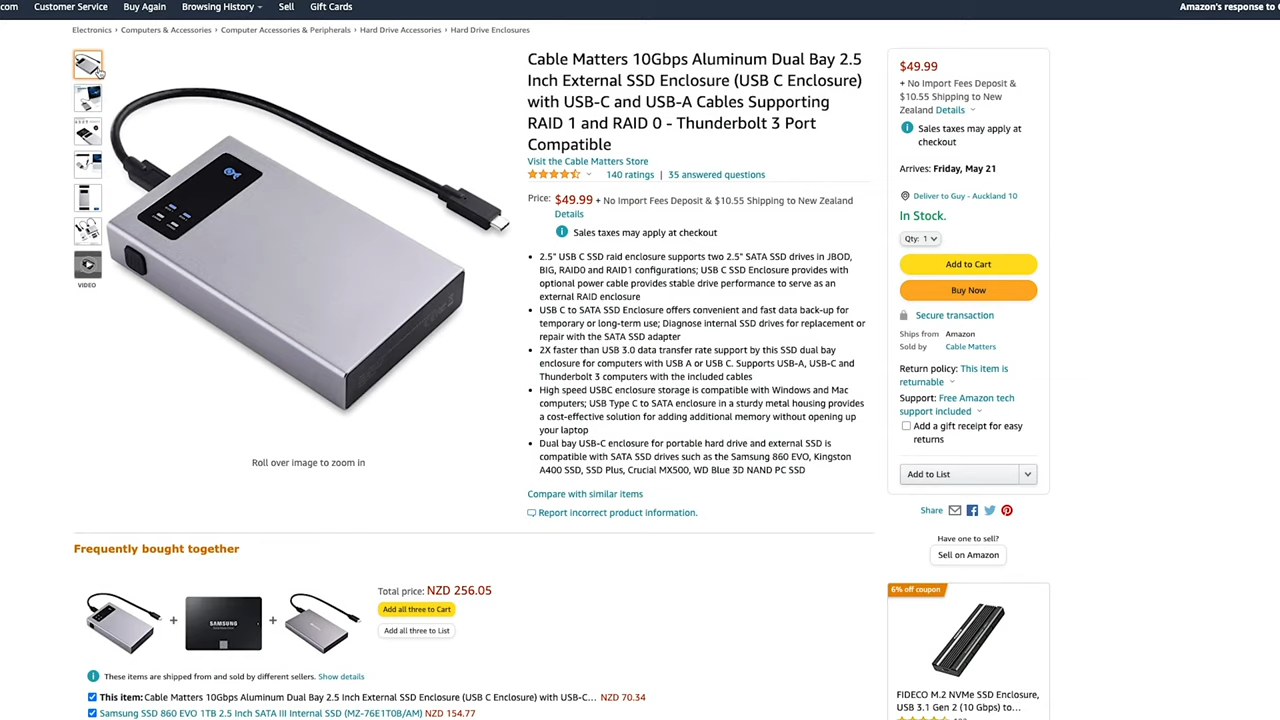 com Customer Service Buy Again Browsing History Sell Gift Cards Amazon's response to
Electronics › Computers & Accessories › Computer Accessories & Peripherals › Hard Drive Accessories › Hard Drive Enclosures
VIDEO
Roll over image to zoom in
Cable Matters 10Gbps Aluminum Dual Bay 2.5
Inch External SSD Enclosure (USB C Enclosure)
with USB-C and USB-A Cables Supporting
RAID 1 and RAID 0 - Thunderbolt 3 Port
Compatible
Visit the Cable Matters Store
140 ratings | 35 answered questions
Price: $49.99 + No Import Fees Deposit & $10.55 Shipping to New Zealand
Details
Sales taxes may apply at checkout
• 2.5" USB C SSD raid enclosure supports two 2.5" SATA SSD drives in JBOD,
BIG, RAID0 and RAID1 configurations; USB C SSD Enclosure provides with
optional power cable provides stable drive performance to serve as an
external RAID enclosure
• USB C to SATA SSD Enclosure offers convenient and fast data back-up for
temporary or long-term use; Diagnose internal SSD drives for replacement or
repair with the SATA SSD adapter
• 2X faster than USB 3.0 data transfer rate support by this SSD dual bay
enclosure for computers with USB A or USB C. Supports USB-A, USB-C and
Thunderbolt 3 computers with the included cables
• High speed USBC enclosure storage is compatible with Windows and Mac
computers; USB Type C to SATA enclosure in a sturdy metal housing provides
a cost-effective solution for adding additional memory without opening up
your laptop
• Dual bay USB-C enclosure for portable hard drive and external SSD is
compatible with SATA SSD drives such as the Samsung 860 EVO, Kingston
A400 SSD, SSD Plus, Crucial MX500, WD Blue 3D NAND PC SSD
Compare with similar items
Report incorrect product information.
$49.99
+ No Import Fees Deposit &
$10.55 Shipping to New
Zealand Details
Sales taxes may apply at
checkout
Arrives: Friday, May 21
Deliver to Guy - Auckland 10
In Stock.
Qty: 1
Add to Cart
Buy Now
Secure transaction
Ships from Amazon
Sold by Cable Matters
Return policy: This item is
returnable
Support: Free Amazon tech
support included
Add a gift receipt for easy
returns
Add to List
Share
Have one to sell?
Sell on Amazon
Frequently bought together
SAMSUNG
Total price: NZD 256.05
Add all three to Cart
Add all three to List
These items are shipped from and sold by different sellers. Show details
This item: Cable Matters 10Gbps Aluminum Dual Bay 2.5 Inch External SSD Enclosure (USB C Enclosure) with USB-C... NZD 70.34
Samsung SSD 860 EVO 1TB 2.5 Inch SATA III Internal SSD (MZ-76E1T0B/AM) NZD 154.77
6% off coupon
FIDECO M.2 NVMe SSD Enclosure,
USB 3.1 Gen 2 (10 Gbps) to...